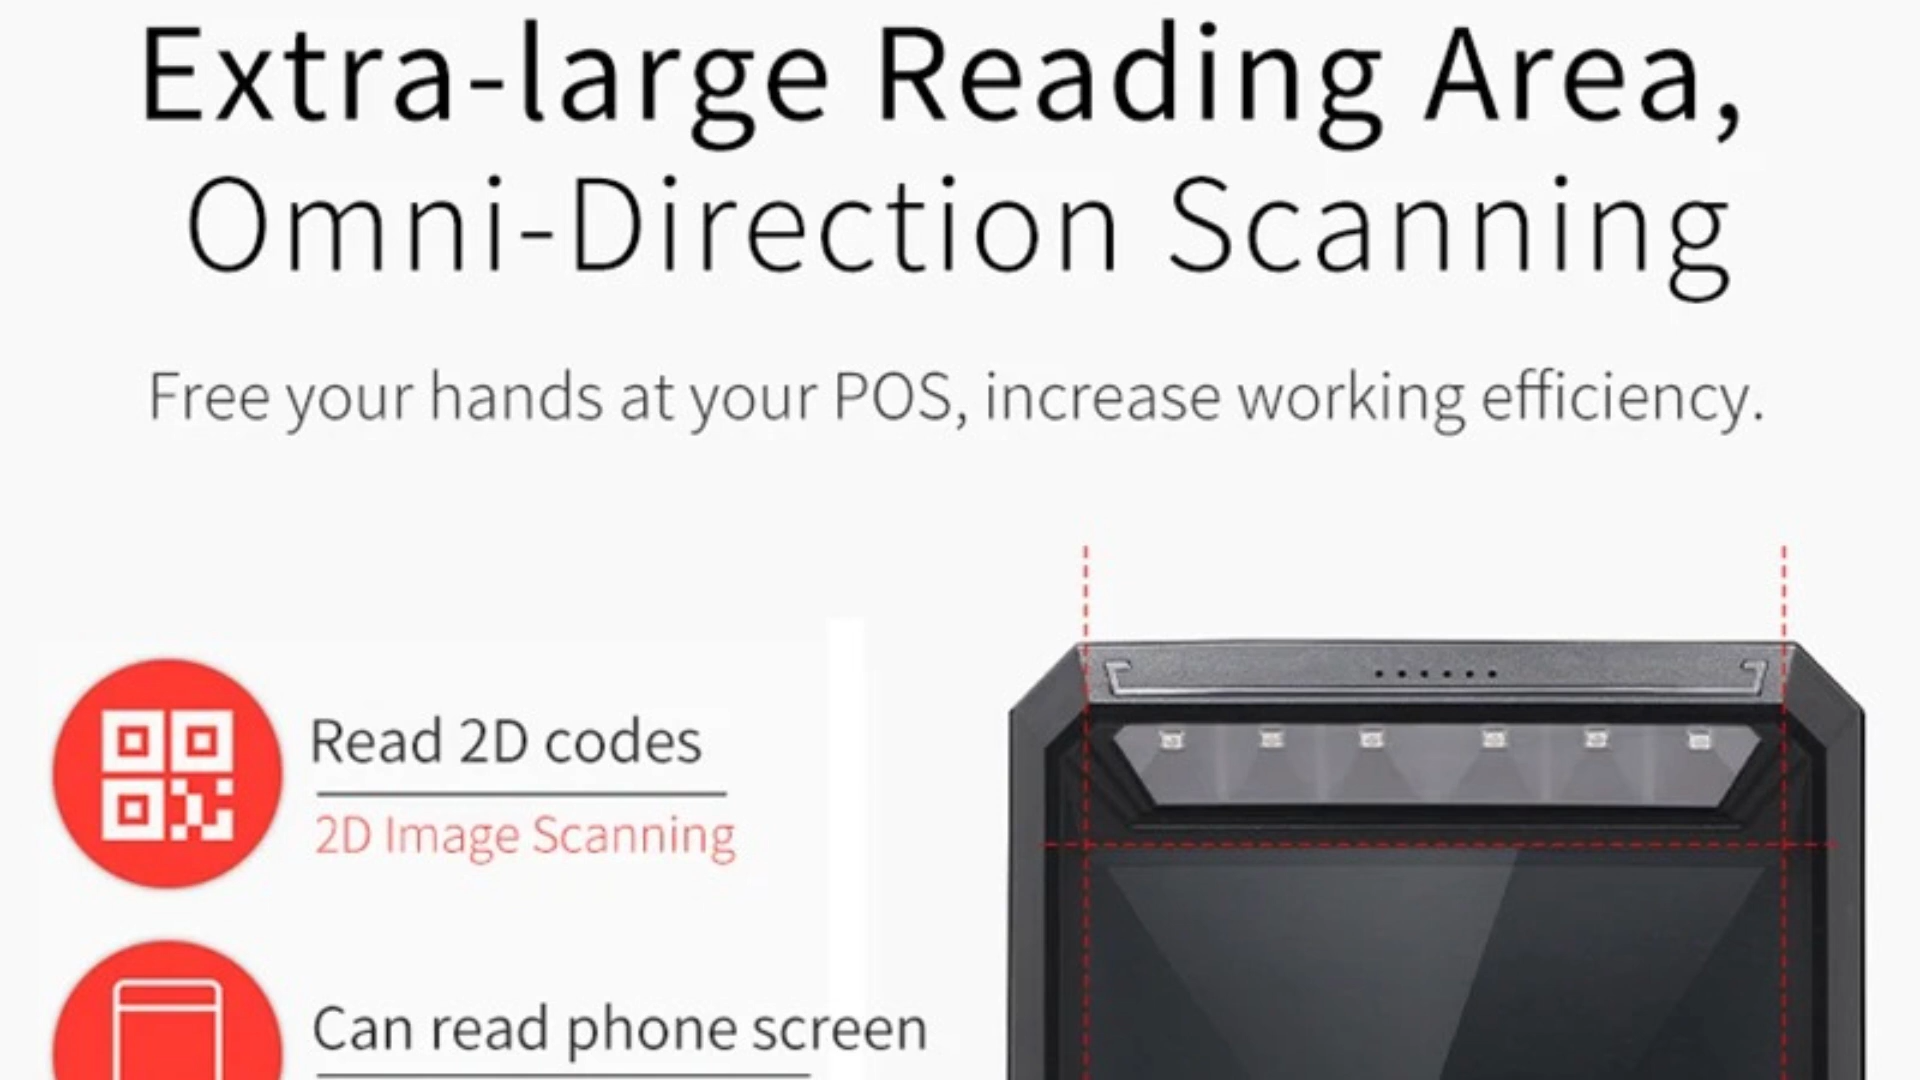 Extra-large Reading Area,
Omni-Direction Scanning
Free your hands at your POS, increase working efficiency.
Read 2D codes
2D Image Scanning
Can read phone screen